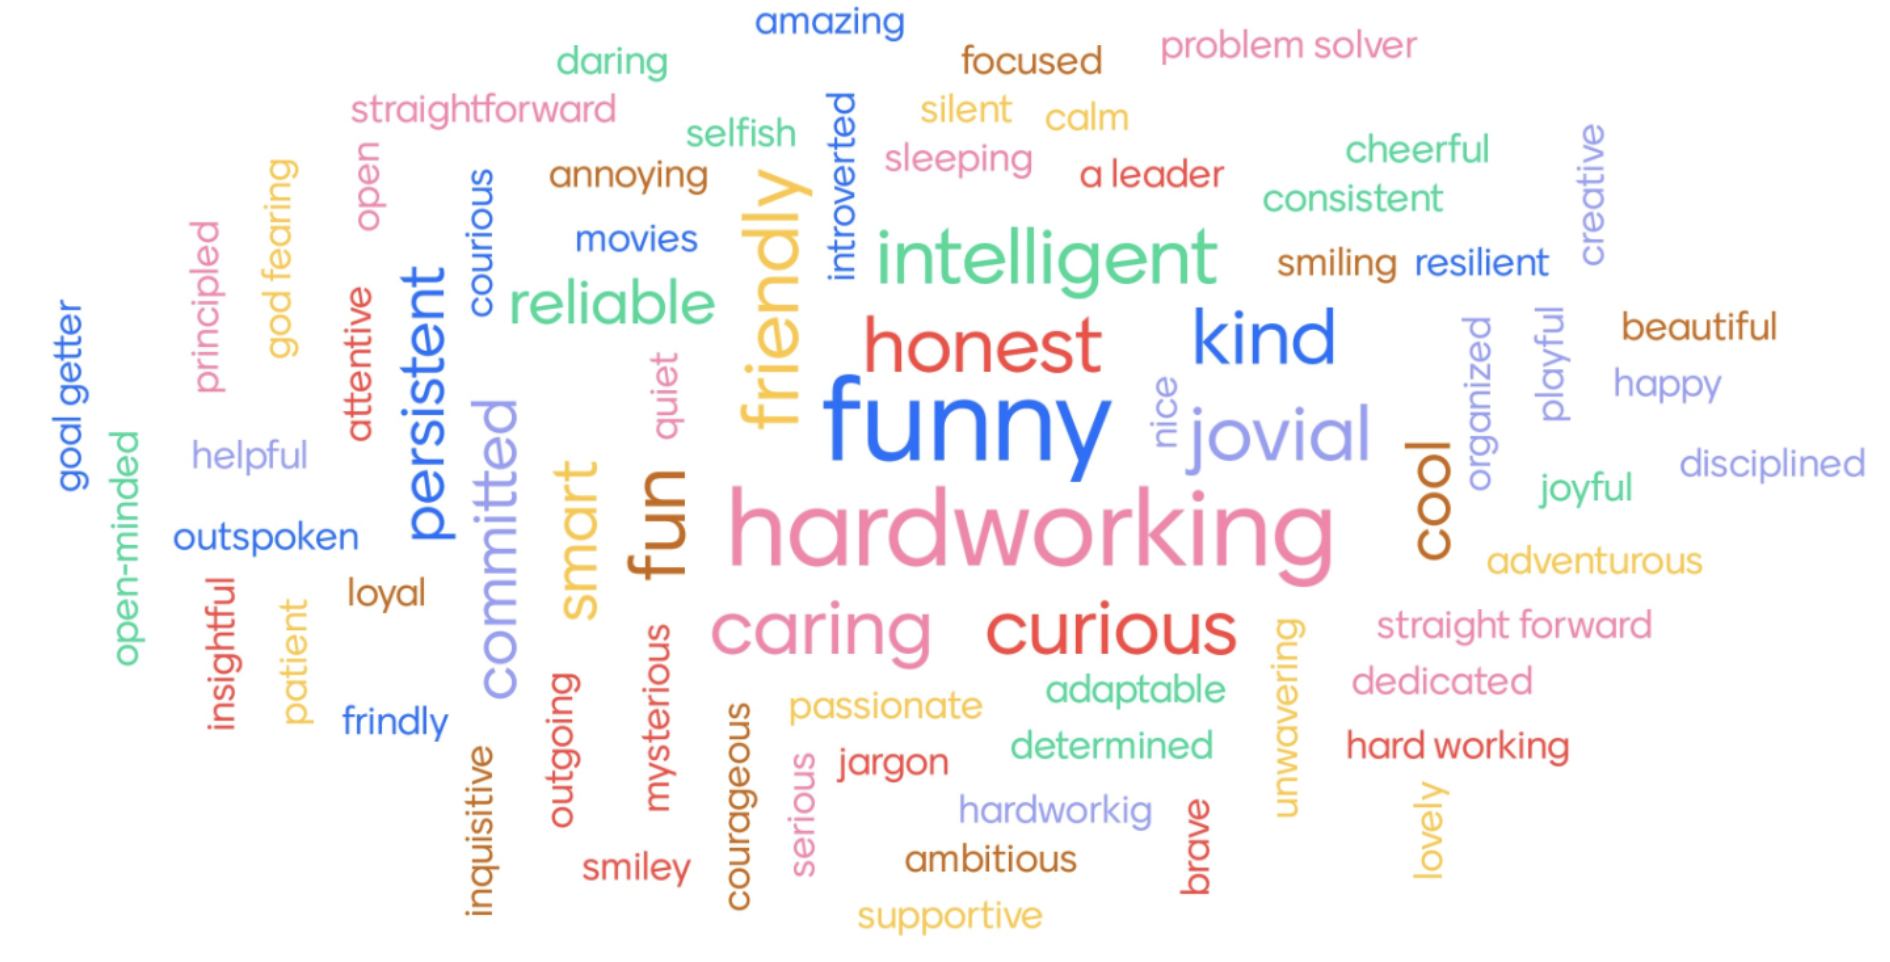 amazing
problem solver
daring
focused
straightforward
silent
calm
selfish
introverted
cheerful
creative
open
sleeping
annoying
a leader
god fearing
courious
friendly
consistent
principled
movies
intelligent
smiling
resilient
persistent
reliable
attentive
goal getter
honest
kind
organized
playful
beautiful
quiet
funny
nice
happy
jovial
committed
helpful
open-minded
smart
fun
cool
disciplined
joyful
hardworking
outspoken
adventurous
insightful
loyal
patient
caring
curious
unwavering
straight forward
mysterious
adaptable
dedicated
frindly
outgoing
passionate
courageous
determined
hard working
inquisitive
serious
jargon
hardworkig
brave
lovely
smiley
ambitious
supportive